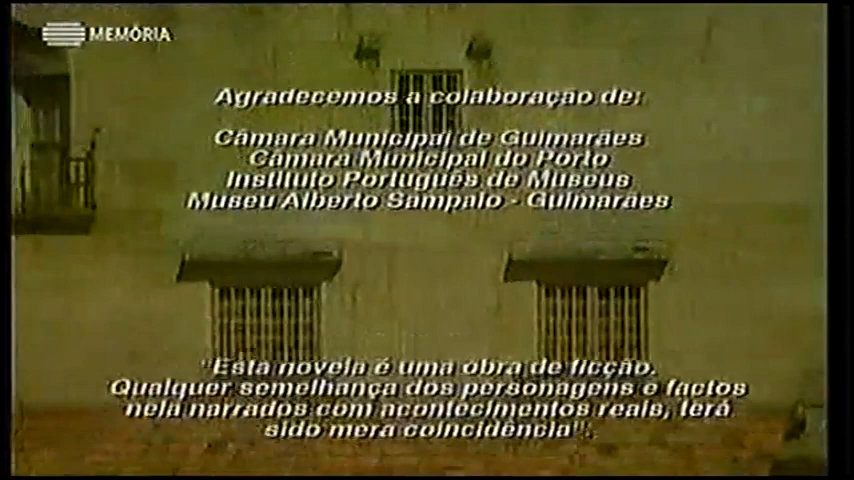 MEMÓRIA
Agradecemos a colaboração de:
Câmara Municipal de Guimarães
Câmara Municipal do Porto
Instituto Português de Museus
Museu Alberto Sampaio - Guimarães
"Esta novela é uma obra de ficção.
Qualquer semelhança dos personagens e factos
nela narrados com acontecimentos reais, terá
sido mera coincidência".